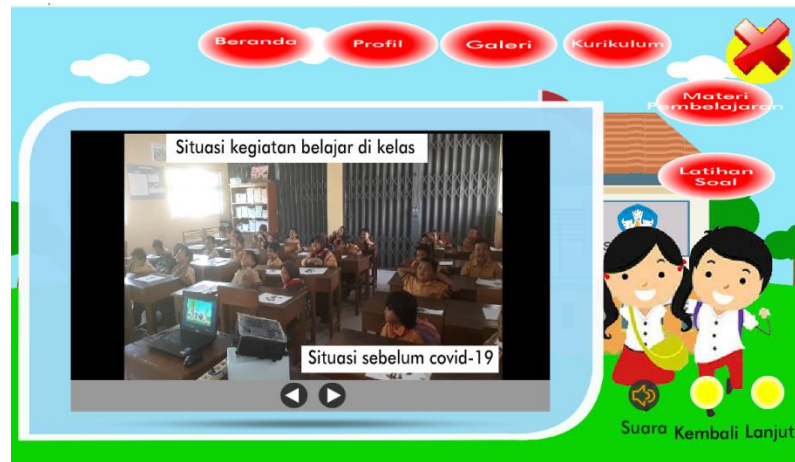 Beranda
Profil
Galeri
Kurikulum
Materi
Pembelajaran
Situasi kegiatan belajar di kelas
Latihan
Soal
Situasi sebelum covid-19
Suara
Kembali
Lanjut